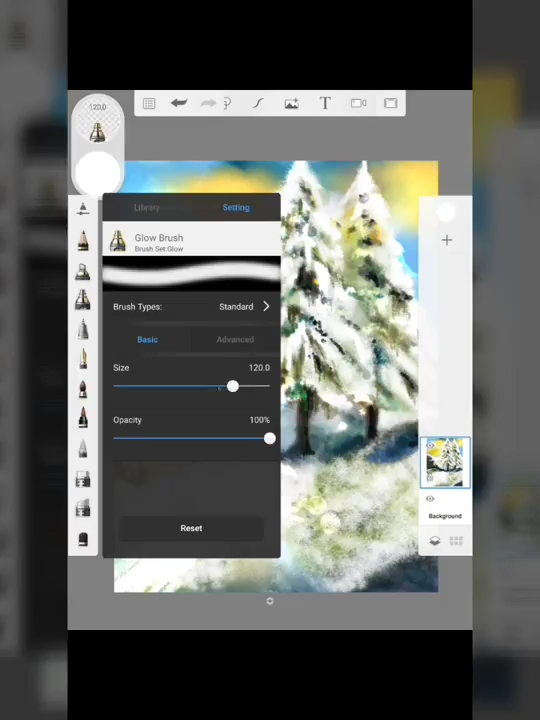 120.0
T
Library
Setting
Glow Brush
Brush Set:Glow
Brush Types:
Standard
Basic
Advanced
Size
120.0
Opacity
100%
Reset
Background